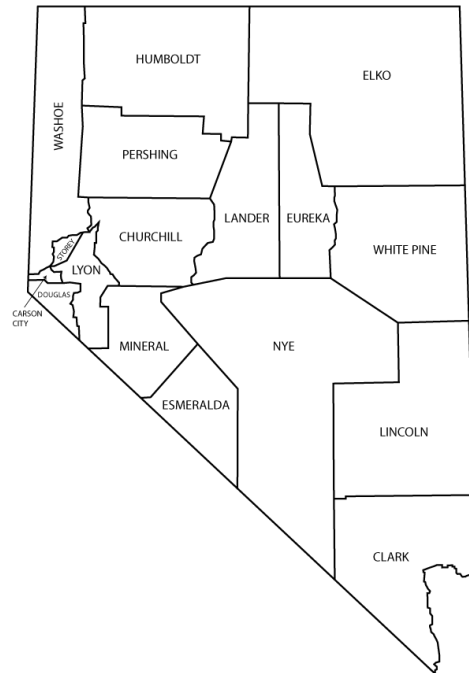 HUMBOLDT
ELKO
WASHOE
PERSHING
LANDER
EUREKA
CHURCHILL
WHITE PINE
STOREY
LYON
DOUGLAS
CARSON
CITY
MINERAL
NYE
ESMERALDA
LINCOLN
CLARK